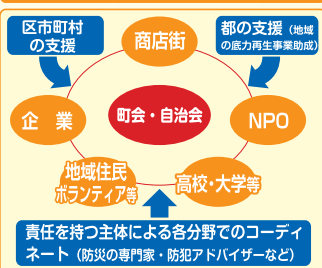 区市町村
の支援
商店街
都の支援（地域
の底力再生事業助成）
企業
町会・自治会
NPO
地域住民
ボランティア等
高校・大学等
責任を持つ主体による各分野でのコーディ
ネート（防災の専門家・防犯アドバイザーなど）